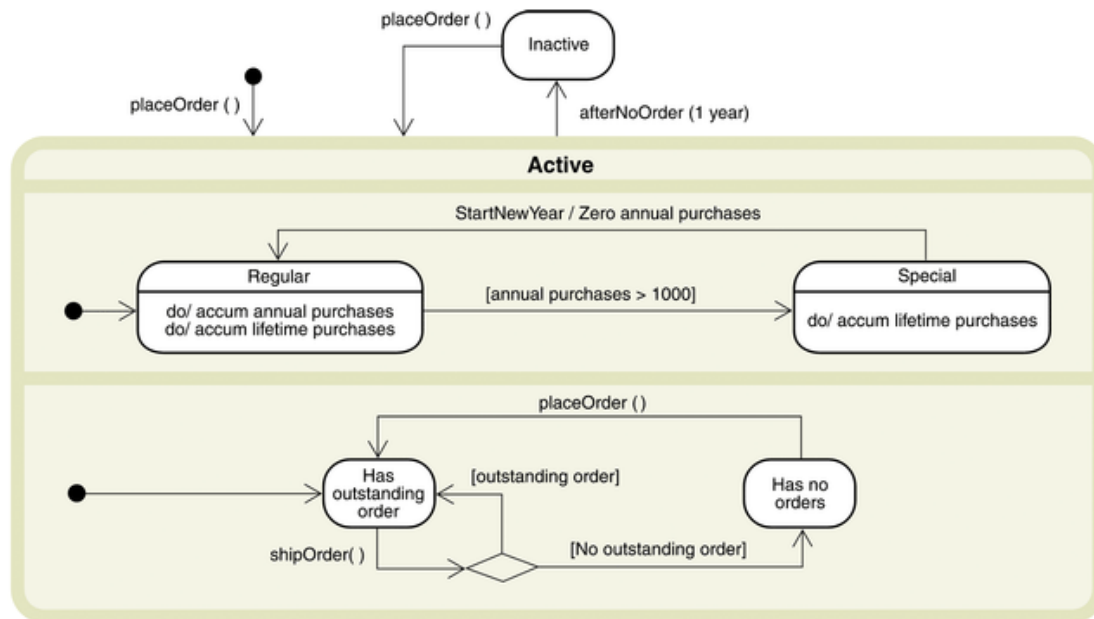 placeOrder ( )
Inactive
placeOrder ( )
afterNoOrder (1 year)
Active
StartNewYear / Zero annual purchases
Regular
do/ accum annual purchases
do/ accum lifetime purchases
[annual purchases > 1000]
Special
do/ accum lifetime purchases
placeOrder ( )
Has
outstanding
order
[outstanding order]
Has no
orders
shipOrder( )
[No outstanding order]